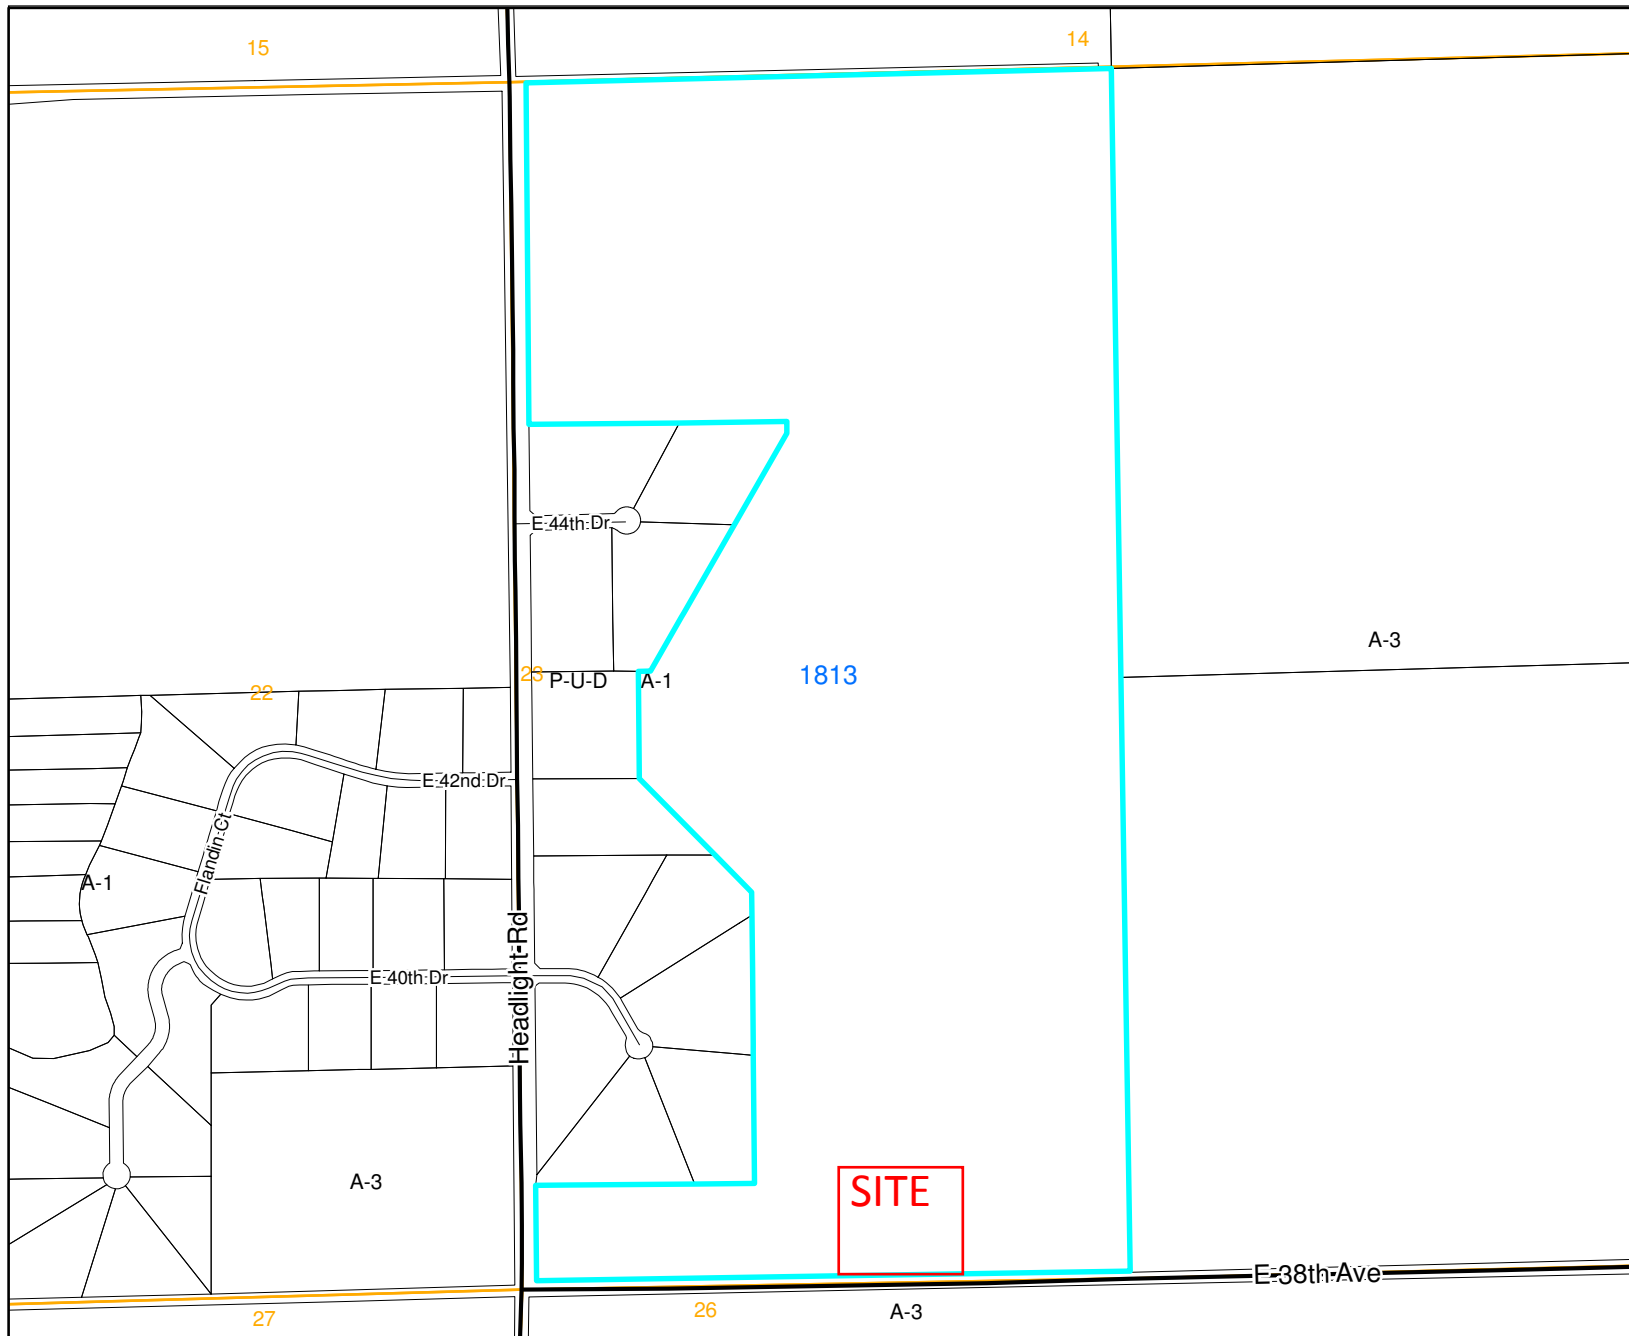 15
14
E 44th Dr
A-3
23
P-U-D
A-1
1813
22
E 42nd Dr
Flandin Ct
A-1
Headlight Rd
E 40th Dr
A-3
SITE
E 38th Ave
27
26
A-3